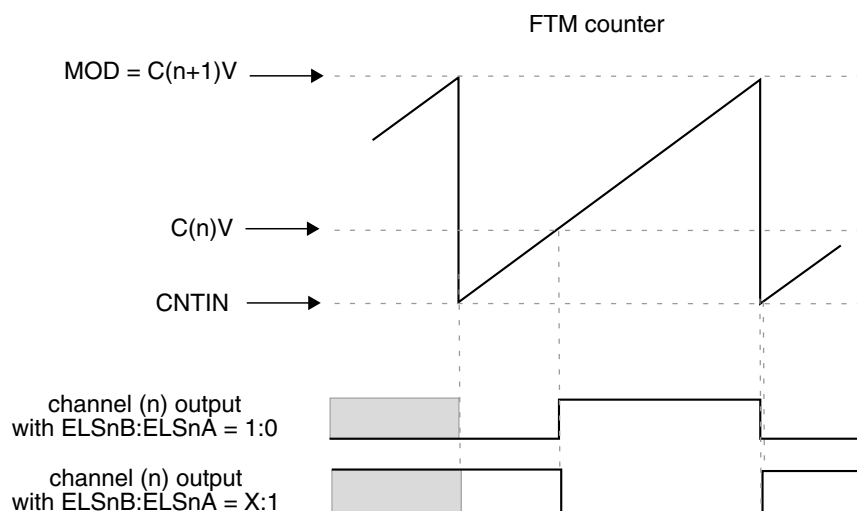 FTM counter
MOD = C(n+1)V
C(n)V
CNTIN
channel (n) output
with ELSnB:ELSnA = 1:0
channel (n) output
with ELSnB:ELSnA = X:1